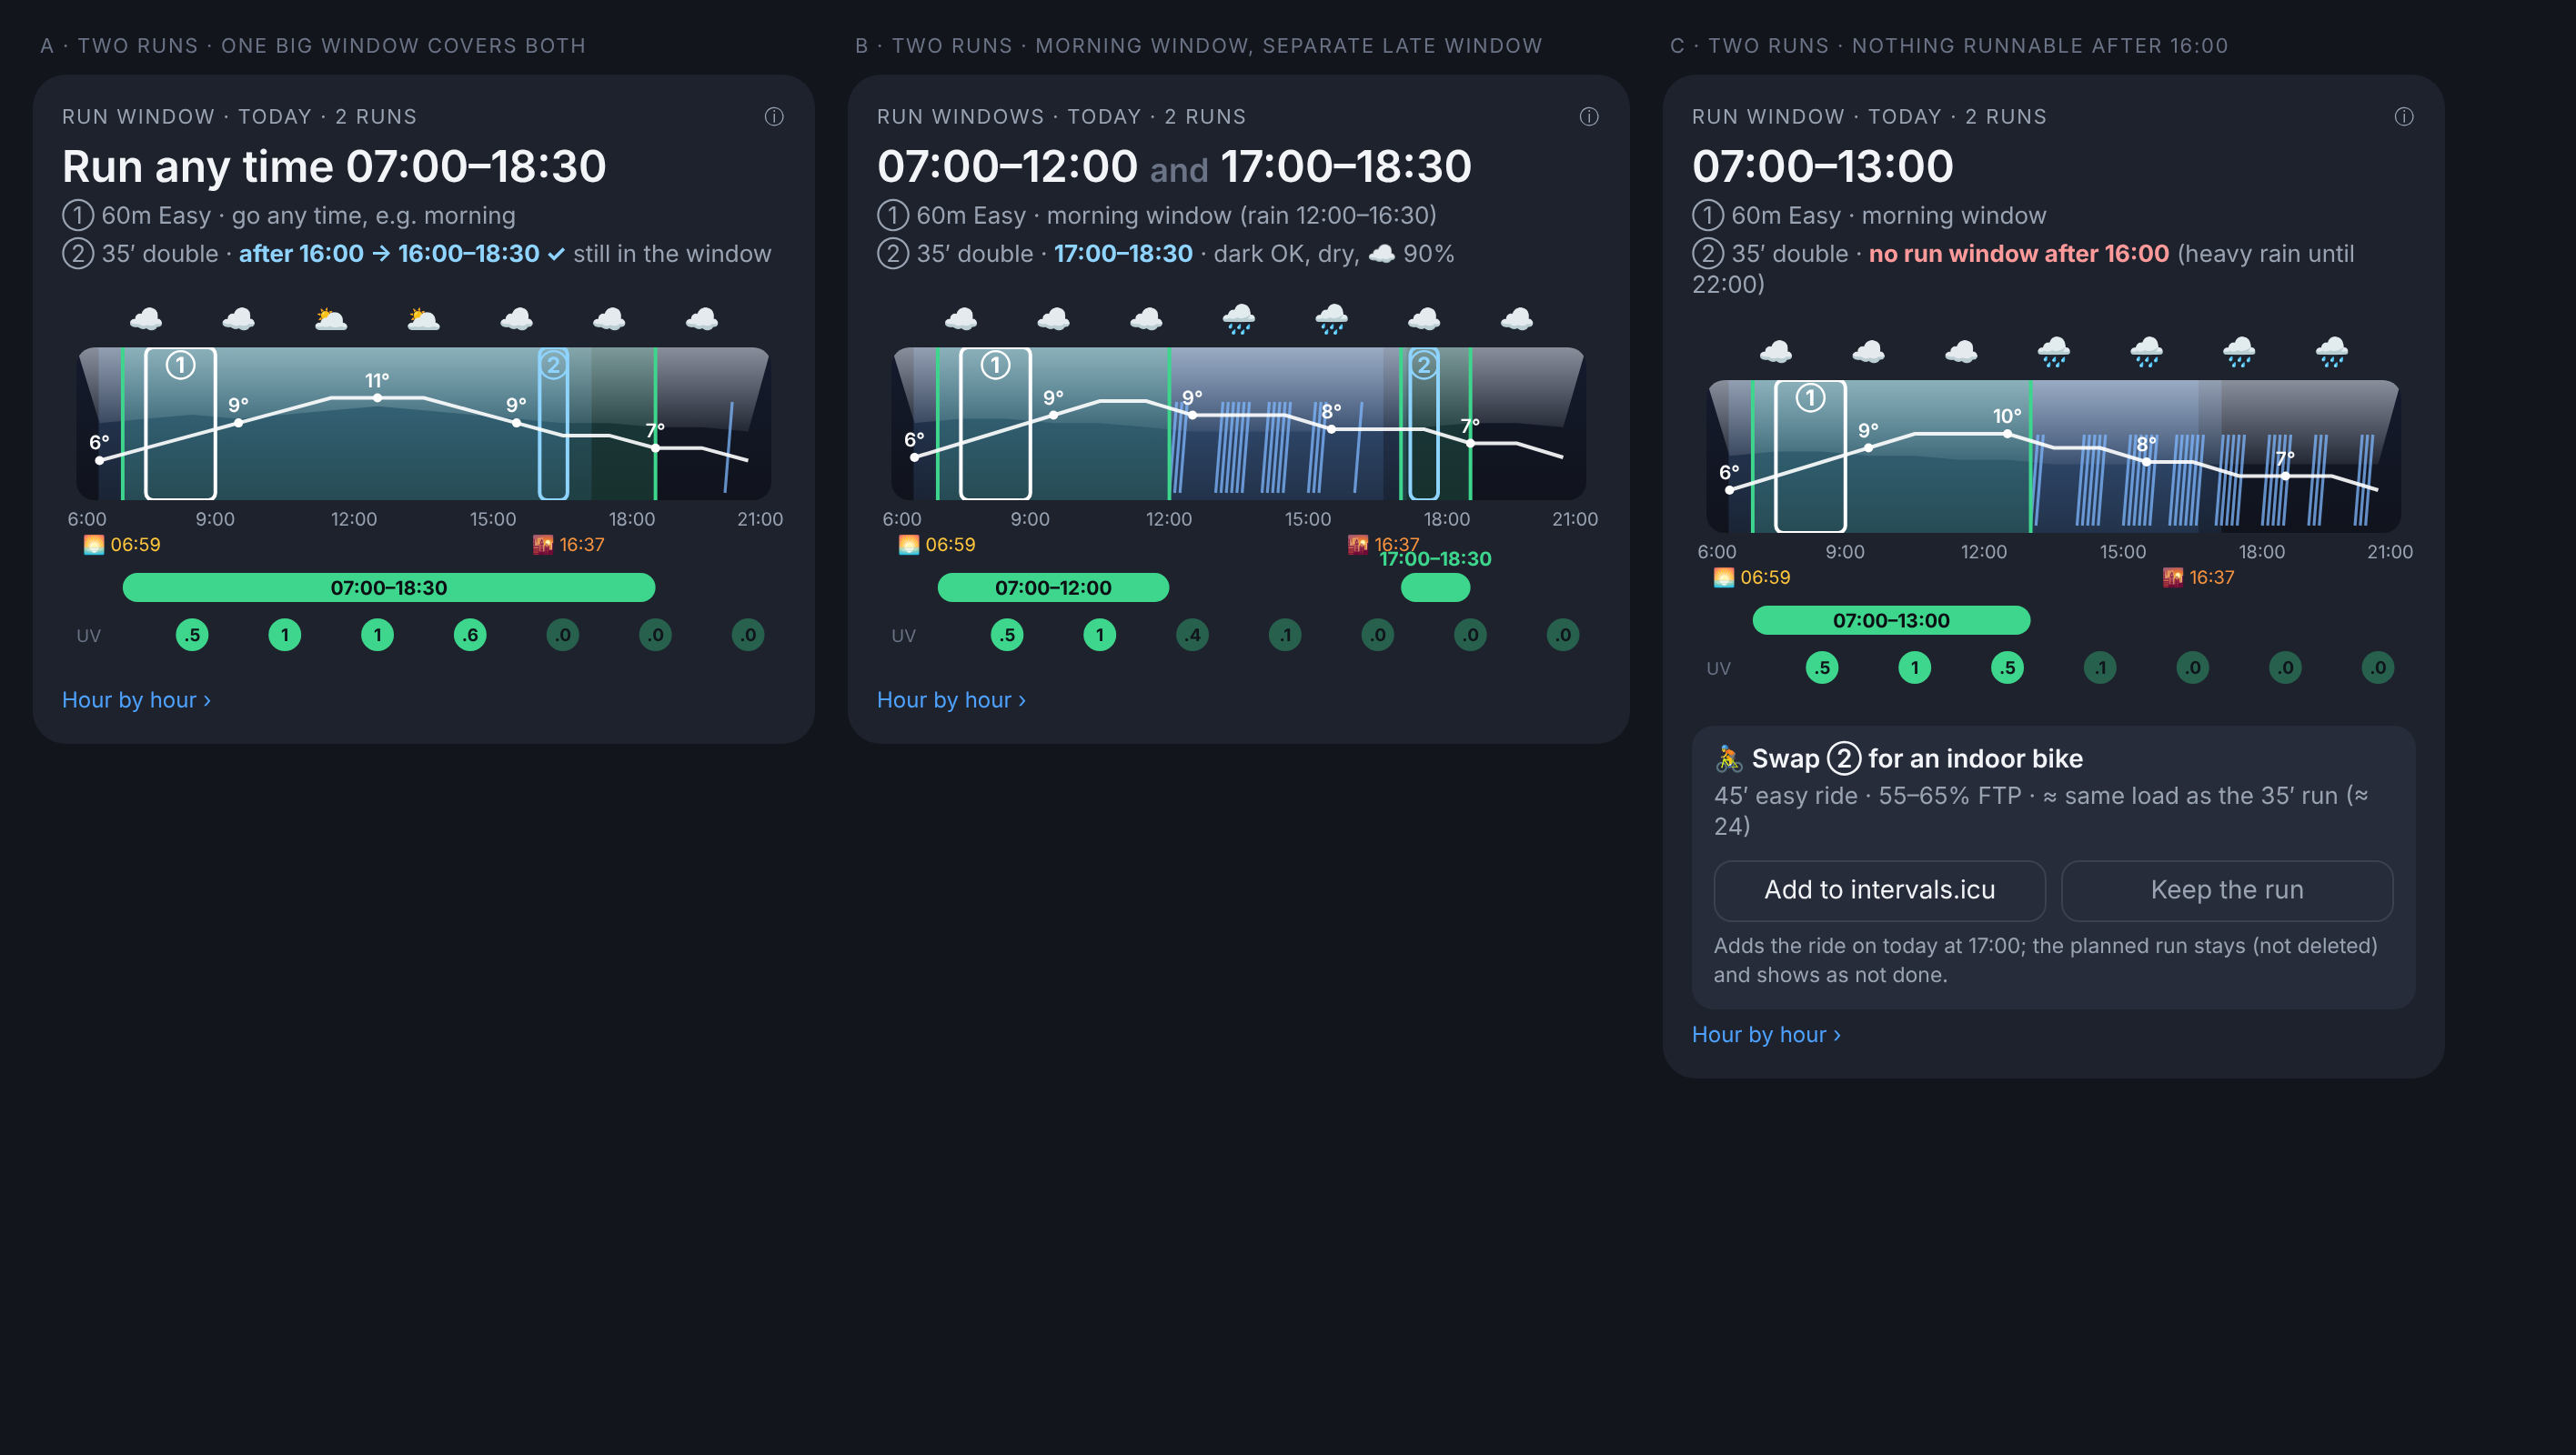 A · TWO RUNS · ONE BIG WINDOW COVERS BOTH
RUN WINDOW · TODAY · 2 RUNS ⓘ
Run any time 07:00–18:30
① 60m Easy · go any time, e.g. morning
② 35′ double · after 16:00 → 16:00–18:30 ✓ still in the window
① ②
6° 9° 11° 9° 7°
6:00 9:00 12:00 15:00 18:00 21:00
06:59 16:37
07:00–18:30
UV .5 1 1 .6 .0 .0 .0
Hour by hour ›
B · TWO RUNS · MORNING WINDOW, SEPARATE LATE WINDOW
RUN WINDOWS · TODAY · 2 RUNS ⓘ
07:00–12:00 and 17:00–18:30
① 60m Easy · morning window (rain 12:00–16:30)
② 35′ double · 17:00–18:30 · dark OK, dry, ☁️ 90%
① ②
6° 9° 9° 8° 7°
6:00 9:00 12:00 15:00 18:00 21:00
06:59 16:37
17:00–18:30
07:00–12:00
UV .5 1 .4 .1 .0 .0 .0
Hour by hour ›
C · TWO RUNS · NOTHING RUNNABLE AFTER 16:00
RUN WINDOW · TODAY · 2 RUNS ⓘ
07:00–13:00
① 60m Easy · morning window
② 35′ double · no run window after 16:00 (heavy rain until
22:00)
①
6° 9° 10° 8° 7°
6:00 9:00 12:00 15:00 18:00 21:00
06:59 16:37
07:00–13:00
UV .5 1 .5 .1 .0 .0 .0
🚴 Swap ② for an indoor bike
45′ easy ride · 55–65% FTP · ≈ same load as the 35′ run (≈
24)
Add to intervals.icu Keep the run
Adds the ride on today at 17:00; the planned run stays (not deleted)
and shows as not done.
Hour by hour ›